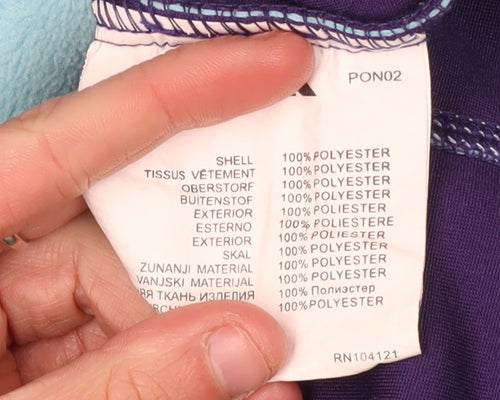 PON02
SHELL 100%POLYESTER
TISSUS VÊTEMENT 100% POLYESTER
OBERSTORF 100% POLYESTER
BUITENSTOF 100% POLYESTER
EXTERIOR 100% POLIESTER
ESTERNO 100% POLIESTERE
EXTERIOR 100% POLIESTER
SKAL 100% POLYESTER
ZUNANJI MATERIAL 100% POLYESTER
VANJSKI MATERIJAL 100% POLYESTER
ТКАНЬ ИЗДЕЛИЯ 100% Полиэстер
100%POLYESTER
RN104121